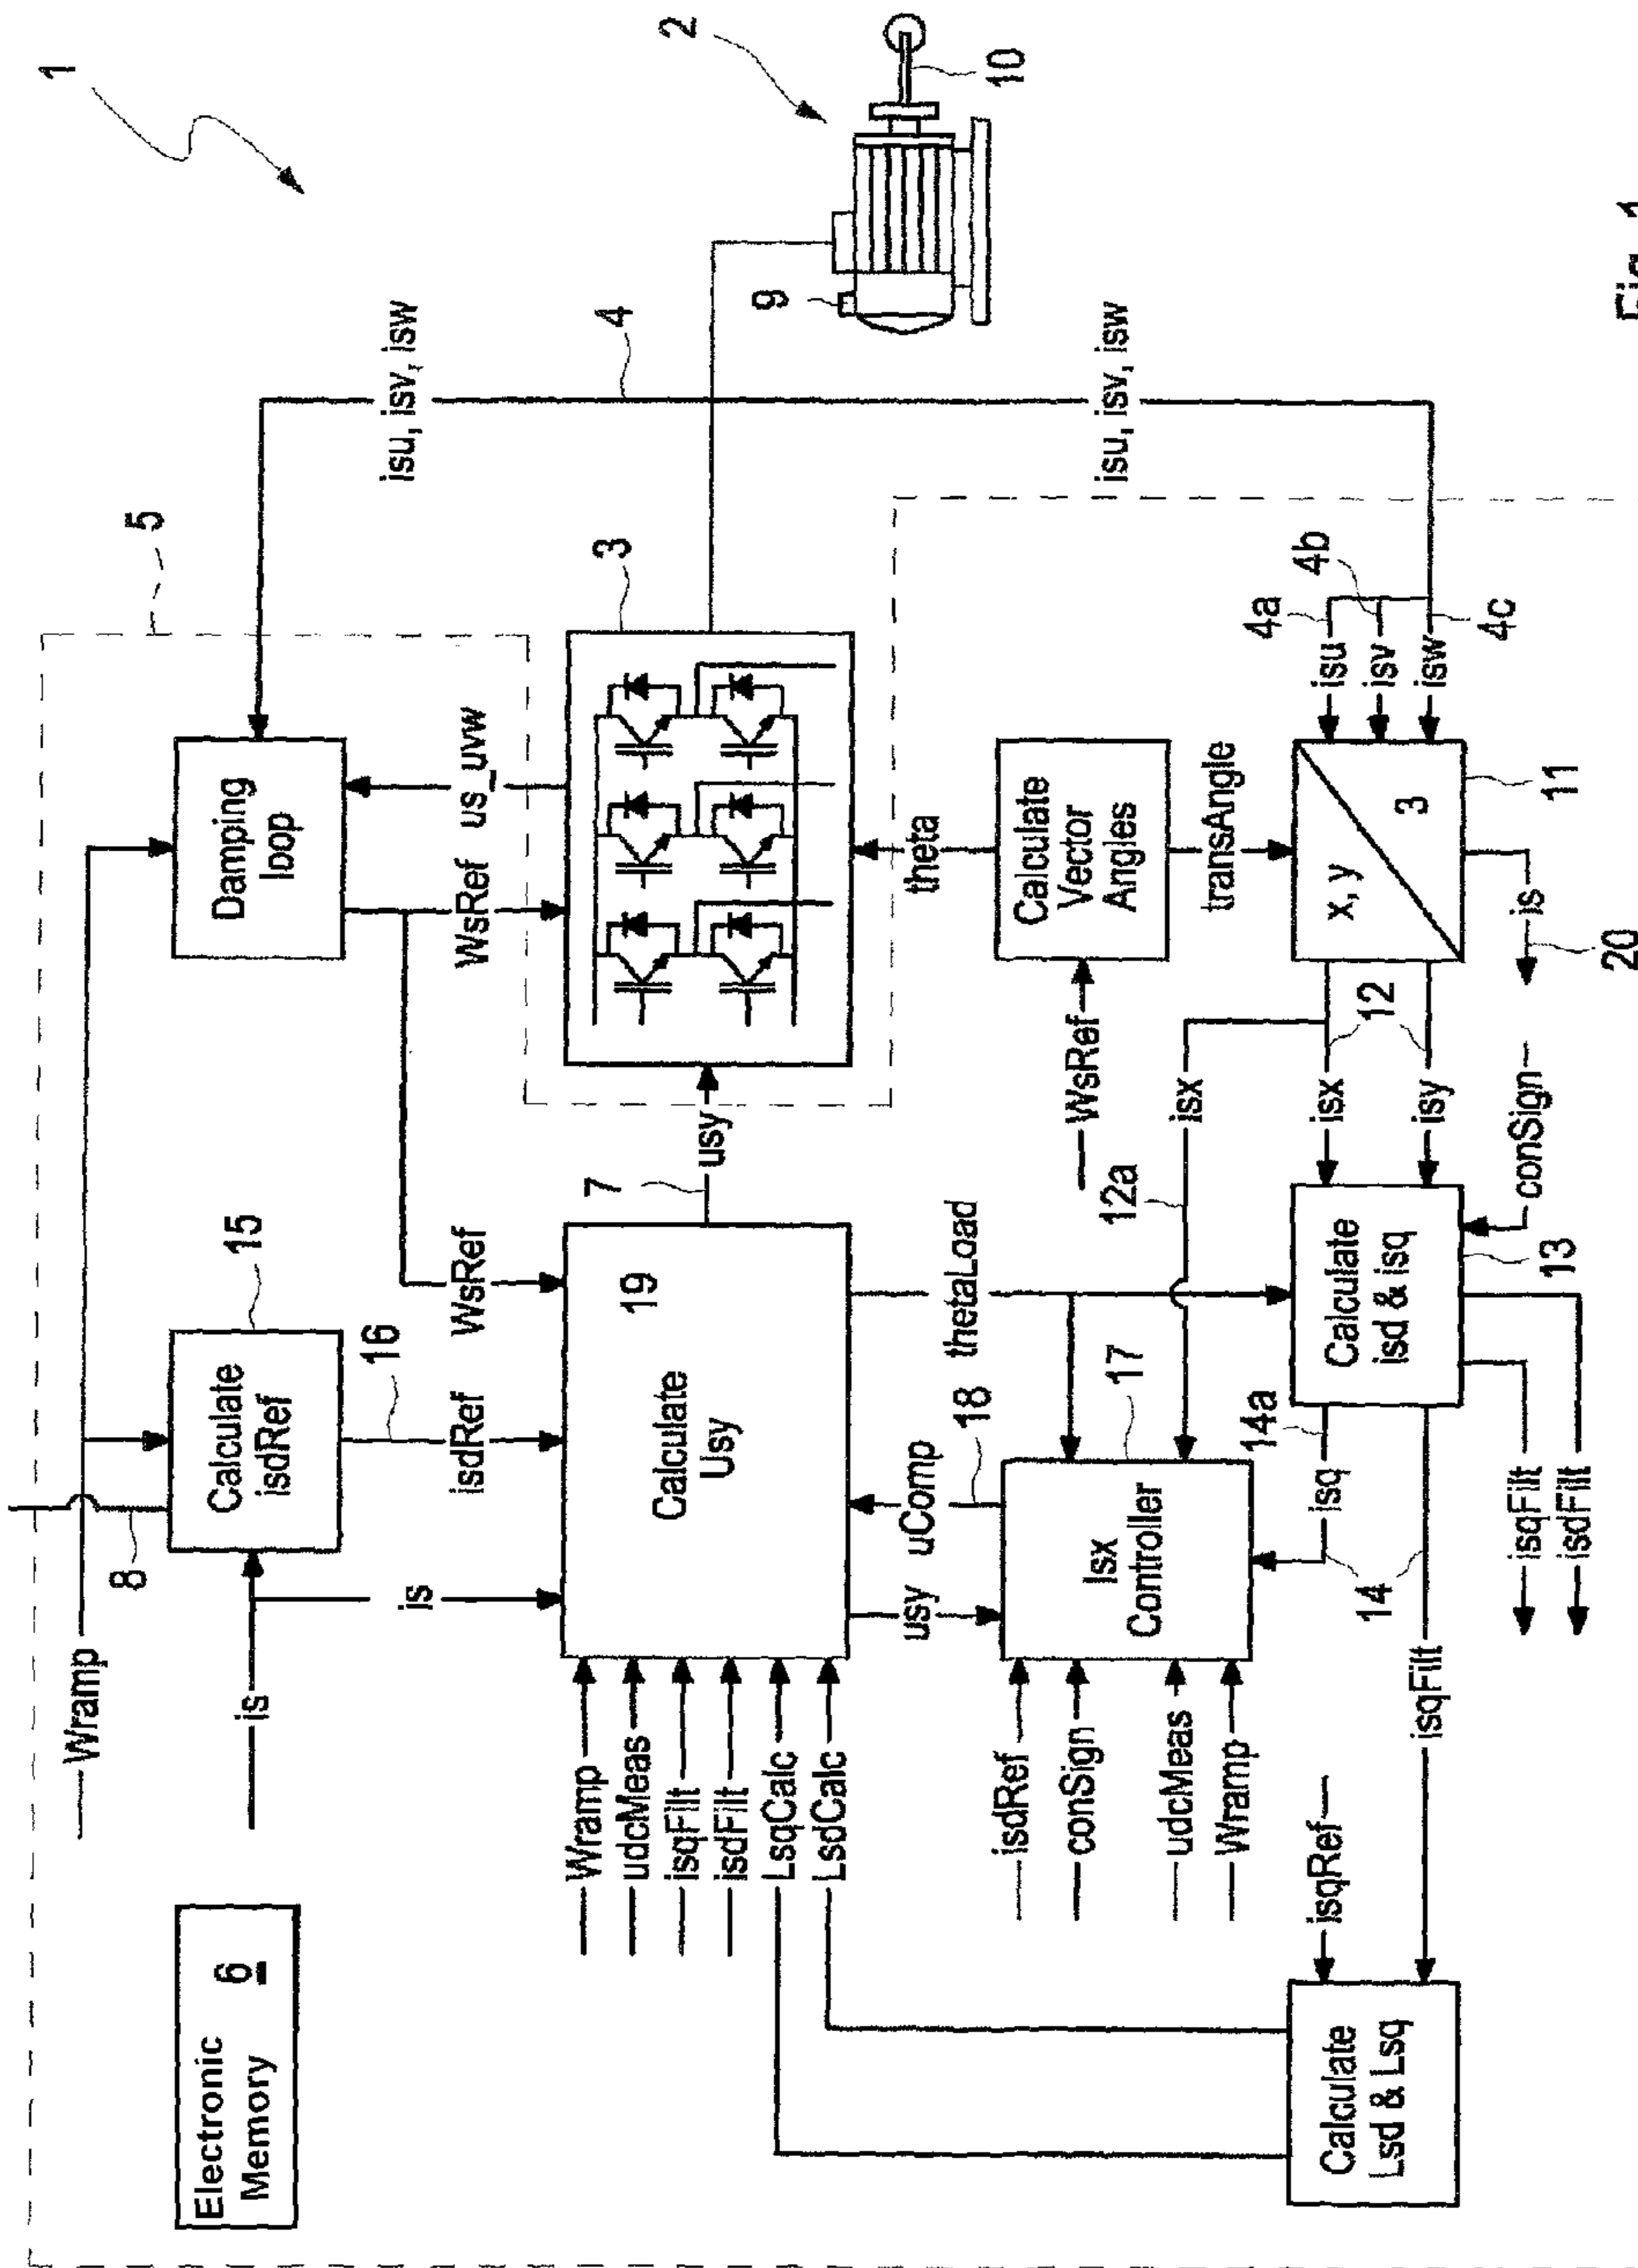 1
Electronic
Memory
6
Wramp
8
is
Calculate
isdRef
15
5
Damping
loop
isu, isv, isw
4
2
9
10
is
isdRef
16
WsRef
WsRef
us_uvw
3
Wramp
udcMeas
isqFilt
isdFilt
LsqCalc
LsdCalc
Calculate
Usy
19
7
usy
usy
uComp
18
thetaLoad
theta
isu, isv, isw
isdRef
conSign
udcMeas
Wramp
Isx
Controller
17
12a
isx
WsRef
Calculate
Vector
Angles
transAngle
4a
4b
4c
isqRef
isqFilt
14
isq
14a
Calculate
isd & isq
13
isx
isy
12
x, y
3
11
isu
isv
isw
Calculate
Lsd & Lsq
isqFilt
isdFilt
conSign
is
20
Fig. 1